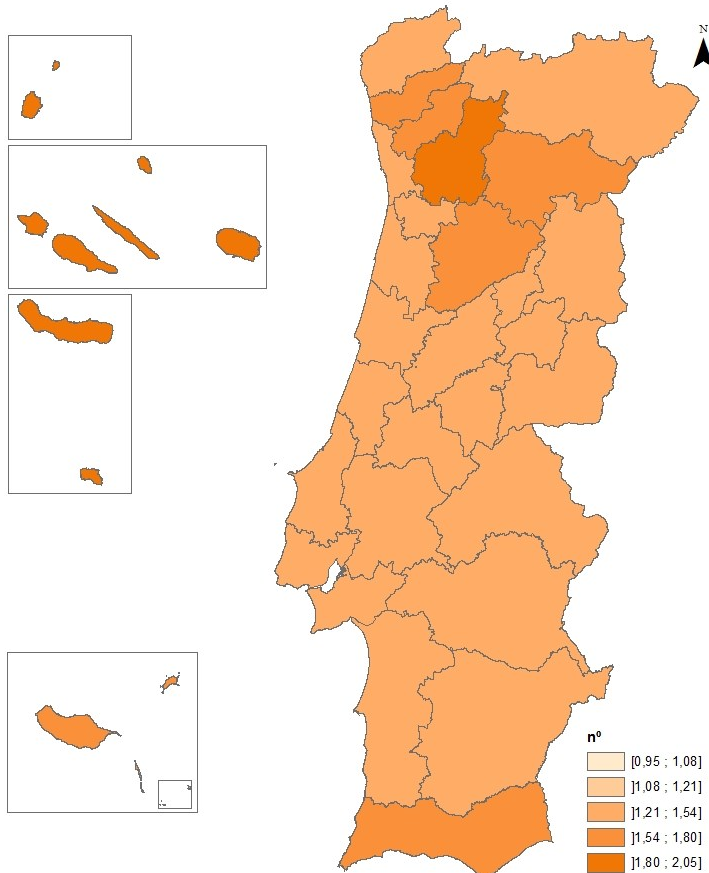 N
nº
[0,95 ; 1,08]
]1,08 ; 1,21]
]1,21 ; 1,54]
]1,54 ; 1,80]
]1,80 ; 2,05]